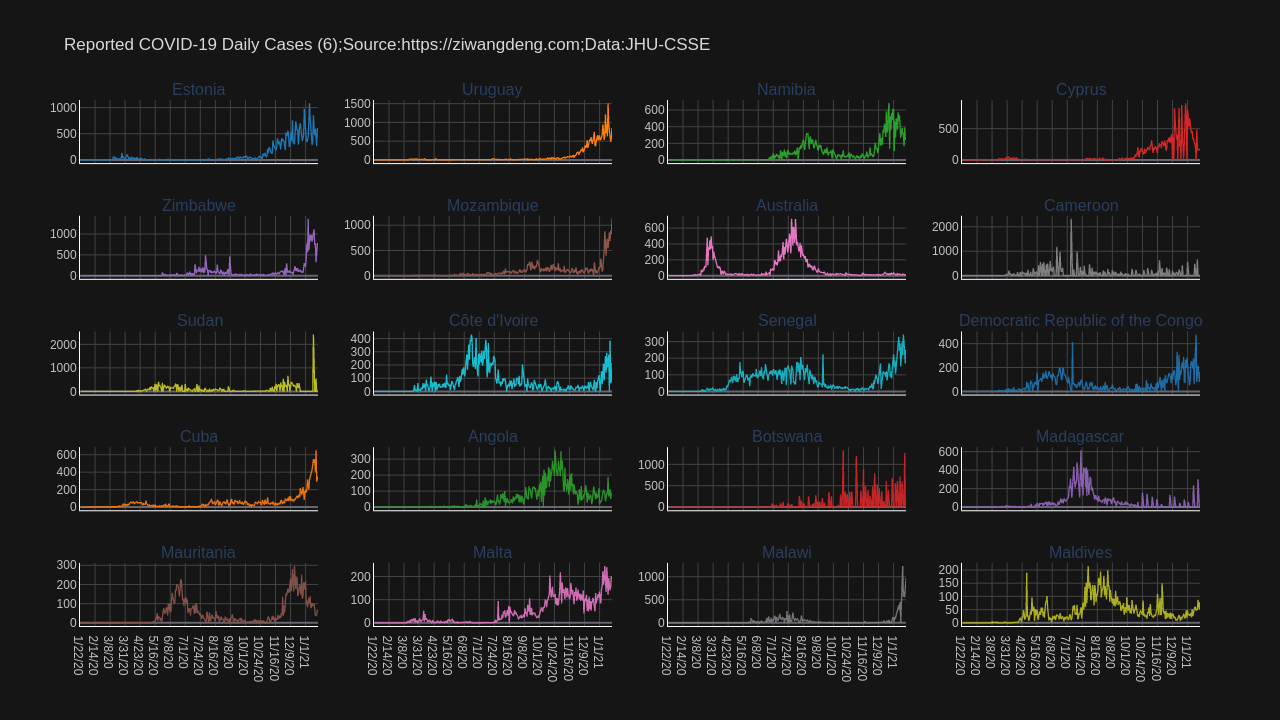 Reported COVID-19 Daily Cases (6);Source:https://ziwangdeng.com;Data:JHU-CSSE
Estonia
1000
500
0
Uruguay
1500
1000
500
0
Namibia
600
400
200
0
Cyprus
500
0
Zimbabwe
1000
500
0
Mozambique
1000
500
0
Australia
600
400
200
0
Cameroon
2000
1000
0
Sudan
2000
1000
0
Côte d'Ivoire
400
300
200
100
0
Senegal
300
200
100
0
Democratic Republic of the Congo
400
200
0
Cuba
600
400
200
0
Angola
300
200
100
0
Botswana
1000
500
0
Madagascar
600
400
200
0
Mauritania
300
200
100
0
Malta
200
100
0
Malawi
1000
500
0
Maldives
200
150
100
50
0
1/22/20 2/14/20 3/8/20 3/31/20 4/23/20 5/16/20 6/8/20 7/1/20 7/24/20 8/16/20 9/8/20 10/1/20 10/24/20 11/16/20 12/9/20 1/1/21
1/22/20 2/14/20 3/8/20 3/31/20 4/23/20 5/16/20 6/8/20 7/1/20 7/24/20 8/16/20 9/8/20 10/1/20 10/24/20 11/16/20 12/9/20 1/1/21
1/22/20 2/14/20 3/8/20 3/31/20 4/23/20 5/16/20 6/8/20 7/1/20 7/24/20 8/16/20 9/8/20 10/1/20 10/24/20 11/16/20 12/9/20 1/1/21
1/22/20 2/14/20 3/8/20 3/31/20 4/23/20 5/16/20 6/8/20 7/1/20 7/24/20 8/16/20 9/8/20 10/1/20 10/24/20 11/16/20 12/9/20 1/1/21